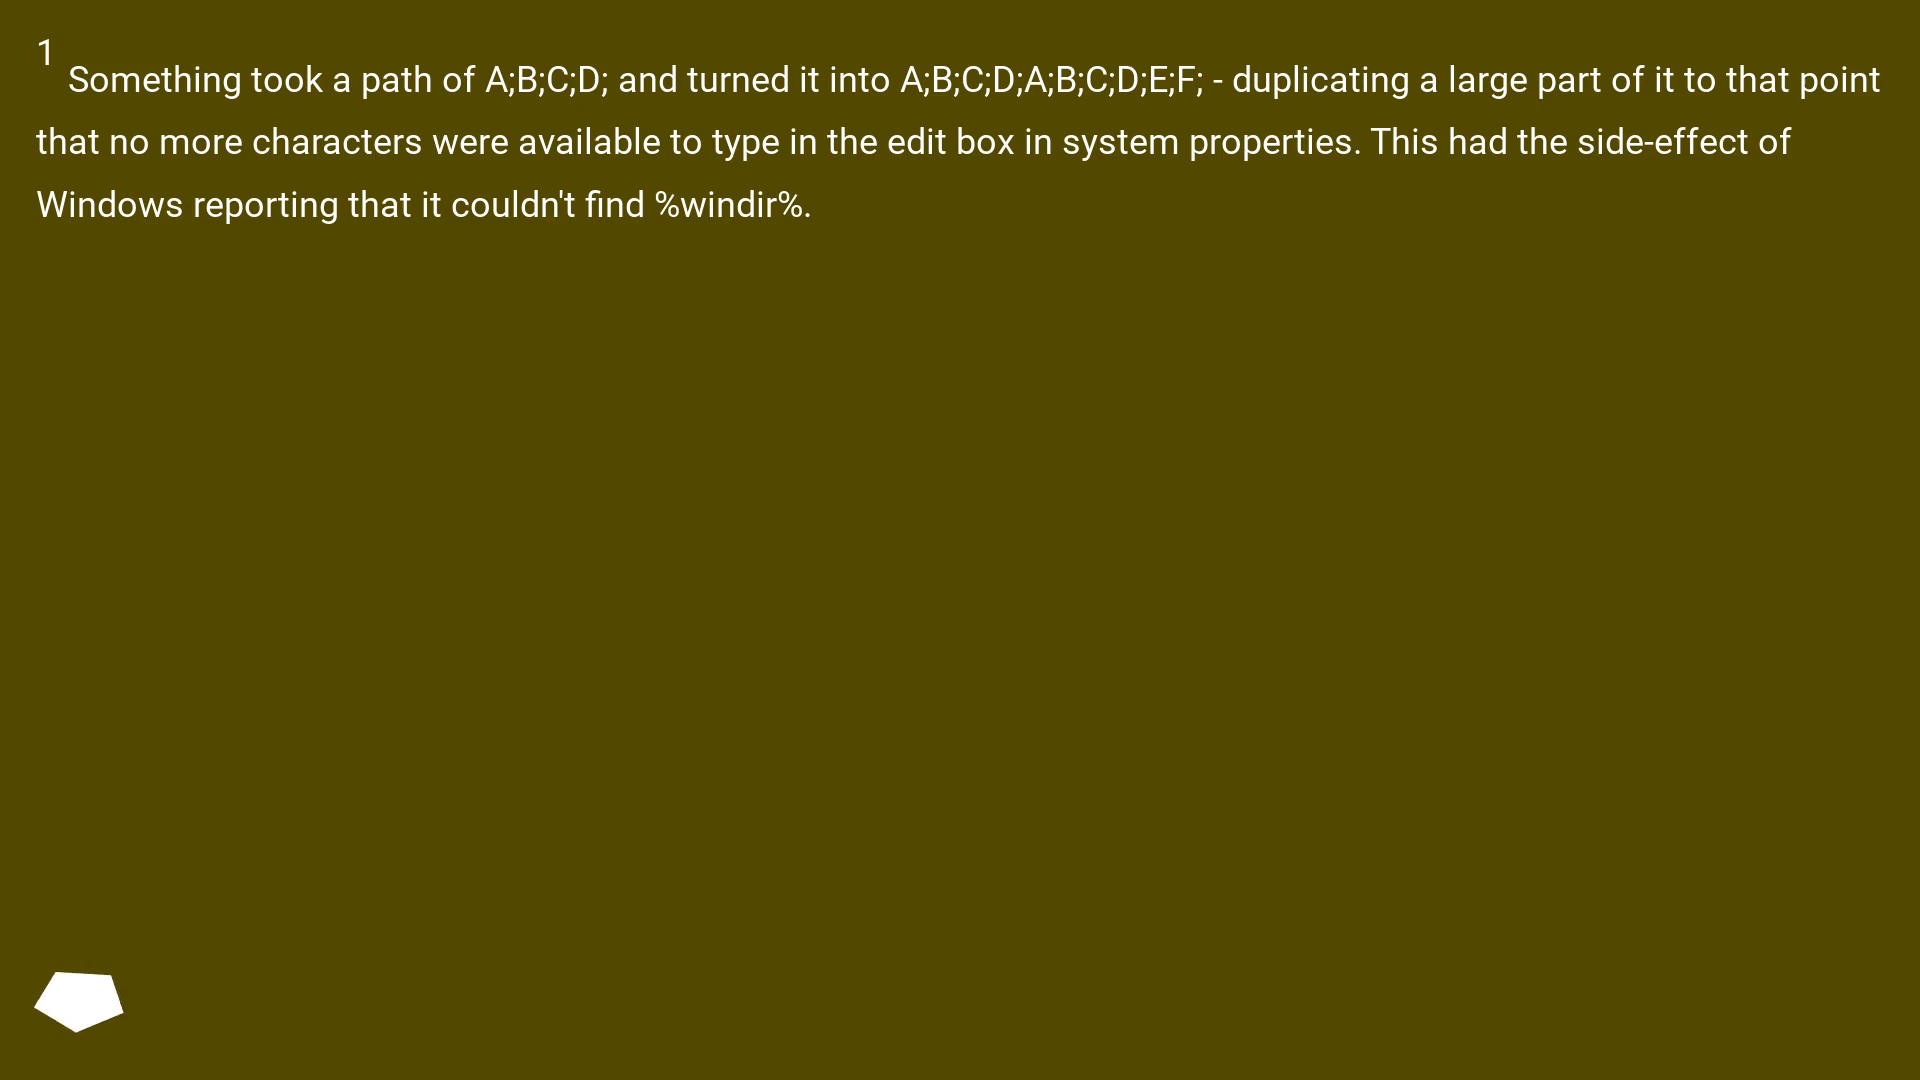 1 Something took a path of A;B;C;D; and turned it into A;B;C;D;A;B;C;D;E;F; - duplicating a large part of it to that point
that no more characters were available to type in the edit box in system properties. This had the side-effect of
Windows reporting that it couldn't find %windir%.